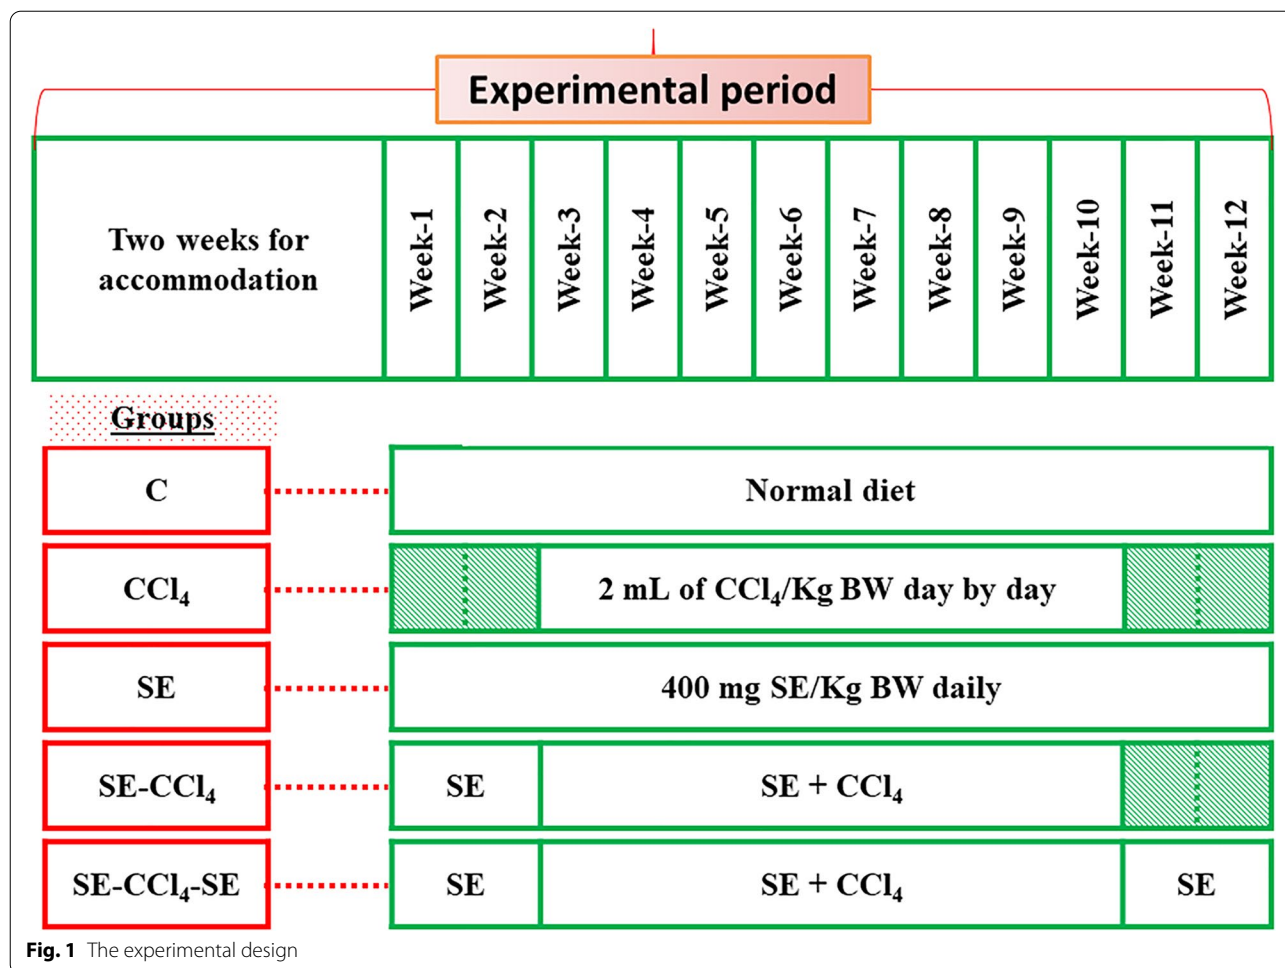 Experimental period
Two weeks for
accommodation
Week-1
Week-2
Week-3
Week-4
Week-5
Week-6
Week-7
Week-8
Week-9
Week-10
Week-11
Week-12
Groups
C
Normal diet
CCl₄
2 mL of CCl₄/Kg BW day by day
SE
400 mg SE/Kg BW daily
SE-CCl₄
SE
SE + CCl₄
SE-CCl₄-SE
SE
SE + CCl₄
SE
Fig. 1 The experimental design